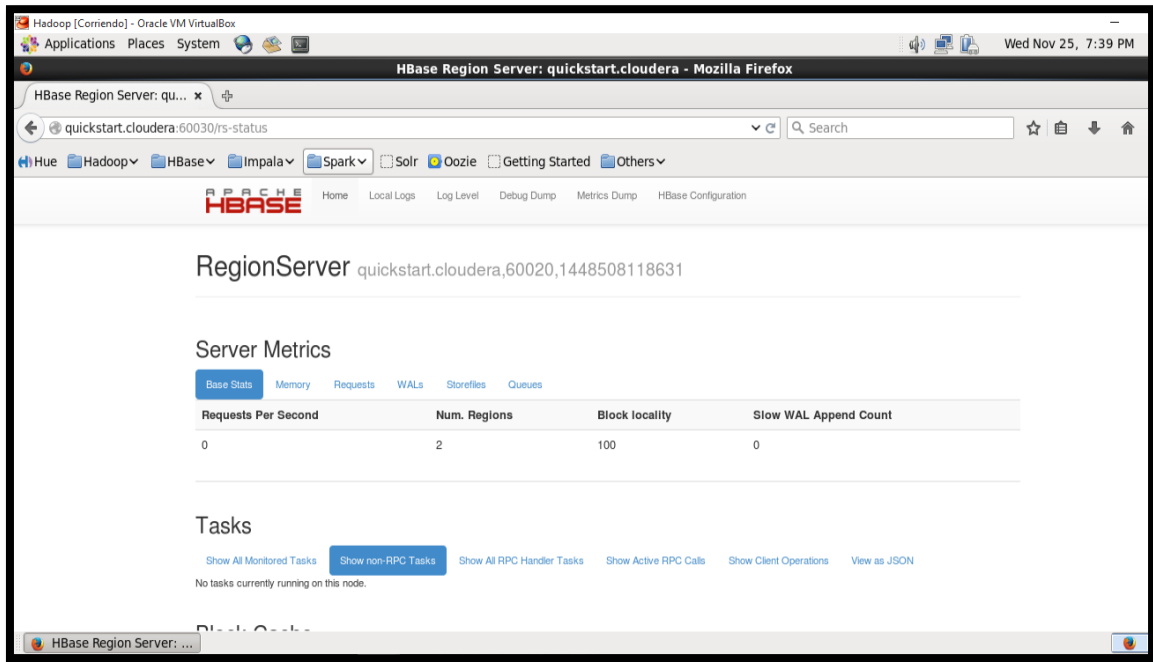 Hadoop [Corriendo] - Oracle VM VirtualBox
Applications Places System Wed Nov 25, 7:39 PM
HBase Region Server: quickstart.cloudera - Mozilla Firefox
HBase Region Server: qu...
quickstart.cloudera:60030/rs-status Search
Hue Hadoop HBase Impala Spark Solr Oozie Getting Started Others
APACHE
HBASE
Home Local Logs Log Level Debug Dump Metrics Dump HBase Configuration
RegionServer quickstart.cloudera,60020,1448508118631
Server Metrics
Base Stats Memory Requests WALs Storefiles Queues
Requests Per Second Num. Regions Block locality Slow WAL Append Count
0 2 100 0
Tasks
Show All Monitored Tasks Show non-RPC Tasks Show All RPC Handler Tasks Show Active RPC Calls Show Client Operations View as JSON
No tasks currently running on this node.
Block Cache
HBase Region Server: ...